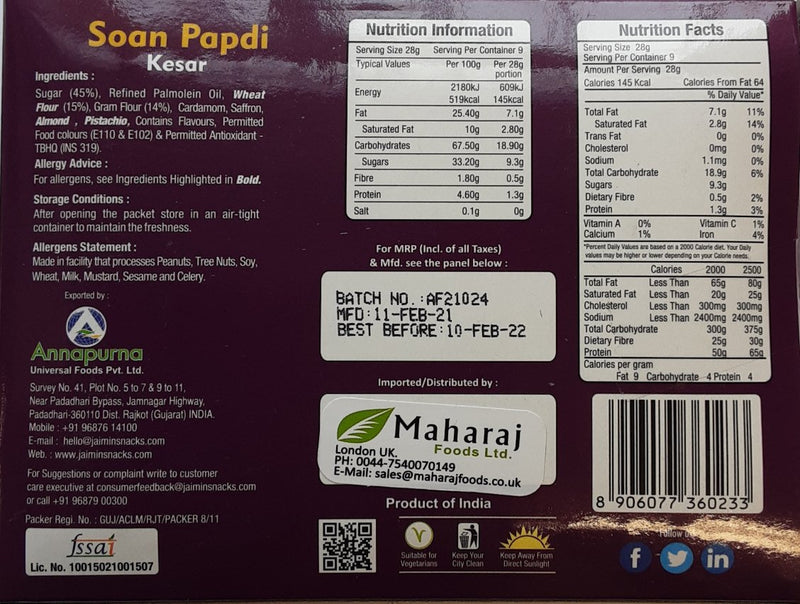 Soan Papdi
Kesar
Ingredients :
Sugar (45%), Refined Palmolein Oil, Wheat
Flour (15%), Gram Flour (14%), Cardamom, Saffron,
Almond , Pistachio, Contains Flavours, Permitted
Food colours (E110 & E102) & Permitted Antioxidant -
TBHQ (INS 319).
Allergy Advice :
For allergens, see Ingredients Highlighted in Bold.
Storage Conditions :
After opening the packet store in an air-tight
container to maintain the freshness.
Allergens Statement :
Made in facility that processes Peanuts, Tree Nuts, Soy,
Wheat, Milk, Mustard, Sesame and Celery.
Exported by :
Annapurna
Universal Foods Pvt. Ltd.
Survey No. 41, Plot No. 5 to 7 & 9 to 11,
Near Padadhari Bypass, Jamnagar Highway,
Padadhari-360110 Dist. Rajkot (Gujarat) INDIA.
Mobile : +91 96876 14100
E-mail : hello@jaiminsnacks.com
Web. : www.jaiminsnacks.com
For Suggestions or complaint write to customer
care executive at consumerfeedback@jaiminsnacks.com
or call +91 96879 00300
Packer Regi. No. : GUJ/ACLM/RJT/PACKER 8/11
fssai
Lic. No. 10015021001507
Nutrition Information
Serving Size 28g Serving Per Container 9
Typical Values Per 100g Per 28g
portion
Energy 2180kJ 609kJ
519kcal 145kcal
Fat 25.40g 7.1g
Saturated Fat 10g 2.80g
Carbohydrates 67.50g 18.90g
Sugars 33.20g 9.3g
Fibre 1.80g 0.5g
Protein 4.60g 1.3g
Salt 0.1g 0g
For MRP (Incl. of all Taxes)
& Mfd. see the panel below :
BATCH NO.:AF21024
MFD:11-FEB-21
BEST BEFORE:10-FEB-22
Imported/Distributed by :
Maharaj
Foods Ltd.
London UK.
PH: 0044-7540070149
E-Mail: sales@maharajfoods.co.uk
Product of India
V
Suitable for
Vegetarians
Keep Your
City Clean
Keep Away From
Direct Sunlight
Nutrition Facts
Serving Size 28g
Serving Per Container 9
Amount Per Serving 28g
Calories 145 Kcal Calories From Fat 64
% Daily Value*
Total Fat 7.1g 11%
Saturated Fat 2.8g 14%
Trans Fat 0g 0%
Cholesterol 0mg 0%
Sodium 1.1mg 0%
Total Carbohydrate 18.9g 6%
Sugars 9.3g
Dietary Fibre 0.5g 2%
Protein 1.3g 3%
Vitamin A 0% Vitamin C 1%
Calcium 1% Iron 4%
*Percent Daily Values are based on a 2000 Calorie diet. Your Daily
values may be higher or lower depending on your Calorie needs.
Calories 2000 2500
Total Fat Less Than 65g 80g
Saturated Fat Less Than 20g 25g
Cholesterol Less Than 300mg 300mg
Sodium Less Than 2400mg 2400mg
Total Carbohydrate 300g 375g
Dietary Fibre 25g 30g
Protein 50g 65g
Calories per gram
Fat 9 Carbohydrate 4 Protein 4
8 906077 360233
Follow
f
in